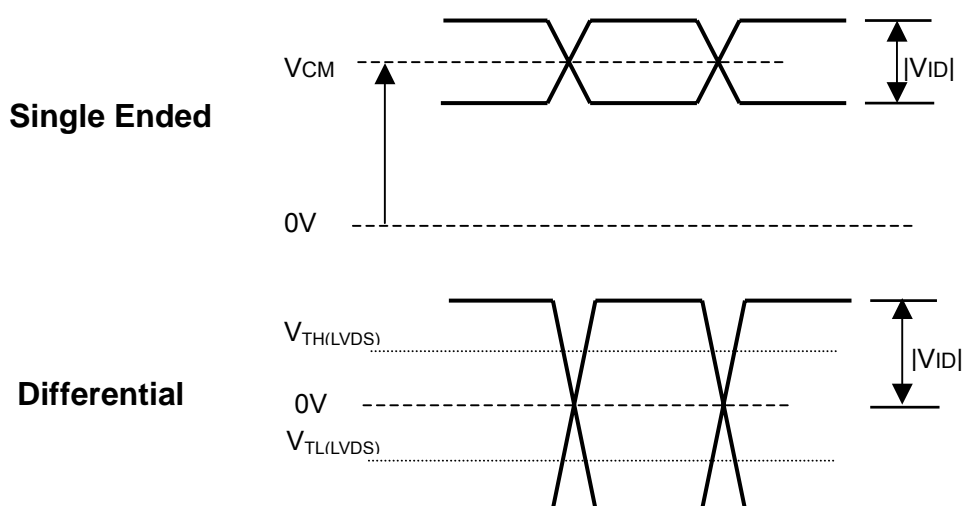 VCM
|VID|
Single Ended
0V
VTH(LVDS)
|VID|
Differential
0V
VTL(LVDS)